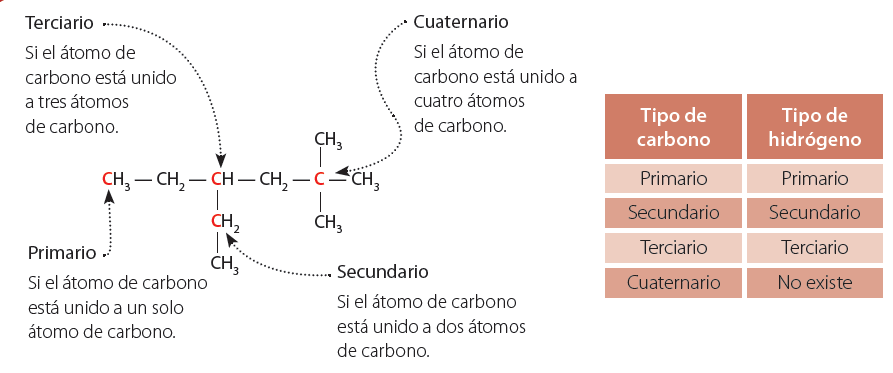 Terciario
Si el átomo de
carbono está unido
a tres átomos
de carbono.
Cuaternario
Si el átomo de
carbono está unido a
cuatro átomos
de carbono.
CH₃
CH₃ — CH₂ — CH — CH₂ — C — CH₃
CH₂
CH₃
CH₃
Primario
Si el átomo de carbono
está unido a un solo
átomo de carbono.
Secundario
Si el átomo de carbono
está unido a dos átomos
de carbono.
Tipo de
carbono
Tipo de
hidrógeno
Primario Primario
Secundario Secundario
Terciario Terciario
Cuaternario No existe